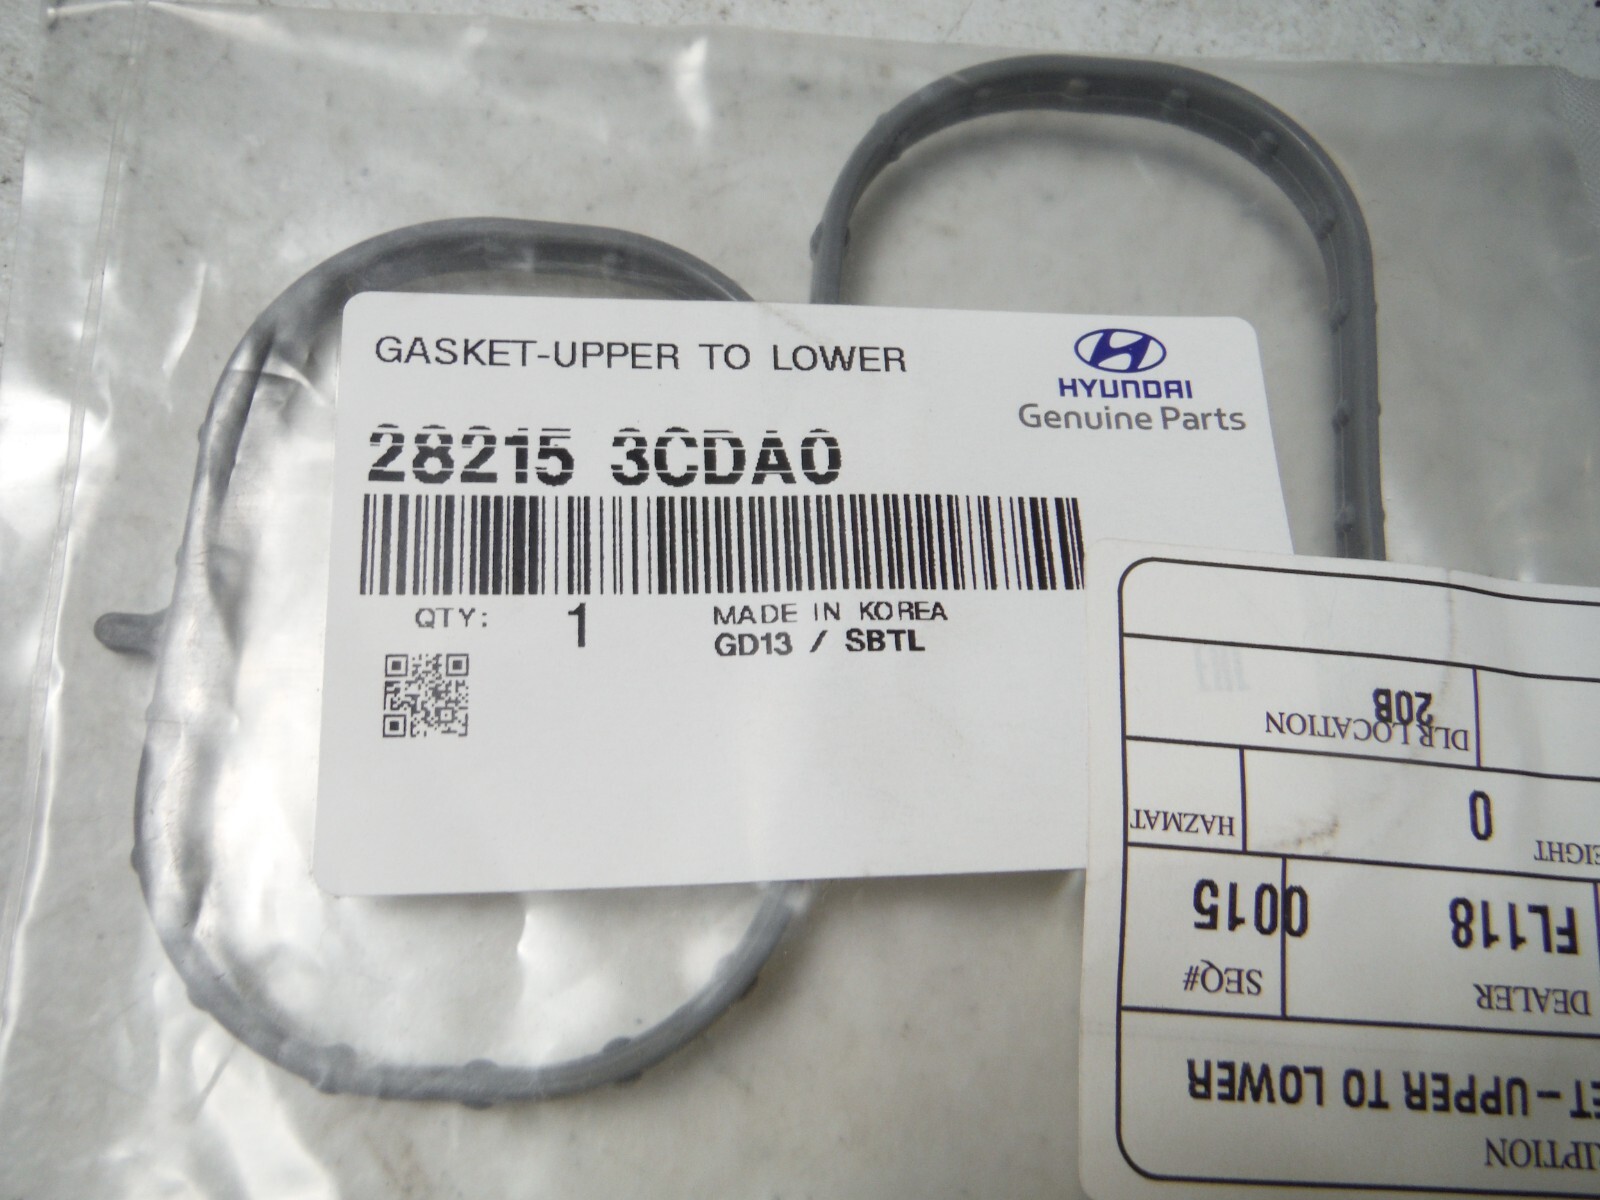 GASKET-UPPER TO LOWER
HYUNDAI
Genuine Parts
28215 3CDA0
QTY: 1
MADE IN KOREA
GD13 / SBTL
20B
DLR LOCATION
0
HAZMAT
FL118
0015
DEALER
SEQ#
-UPPER TO LOWER